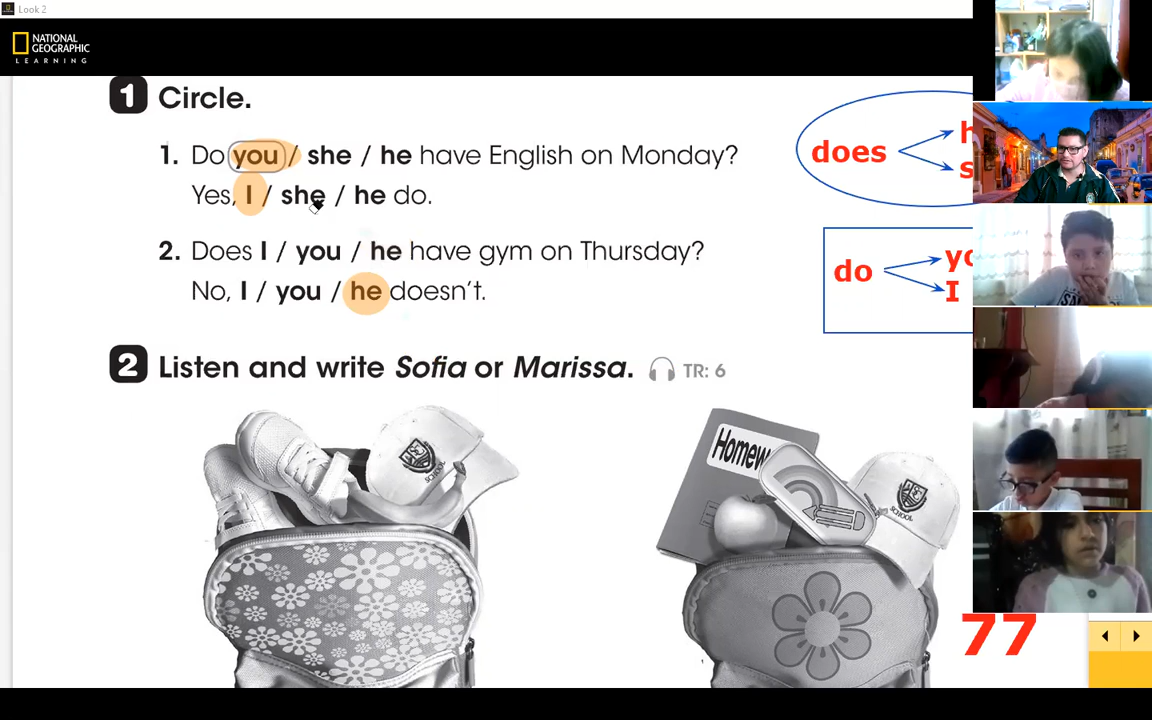 Look 2
NATIONAL
GEOGRAPHIC
LEARNING
1 Circle.
1. Do you / she / he have English on Monday?
Yes, I / she / he do.
2. Does I / you / he have gym on Thursday?
No, I / you / he doesn't.
does
h
s
do
yo
I
2 Listen and write Sofia or Marissa. TR: 6
SCHOOL
Homew
SCHOOL
77